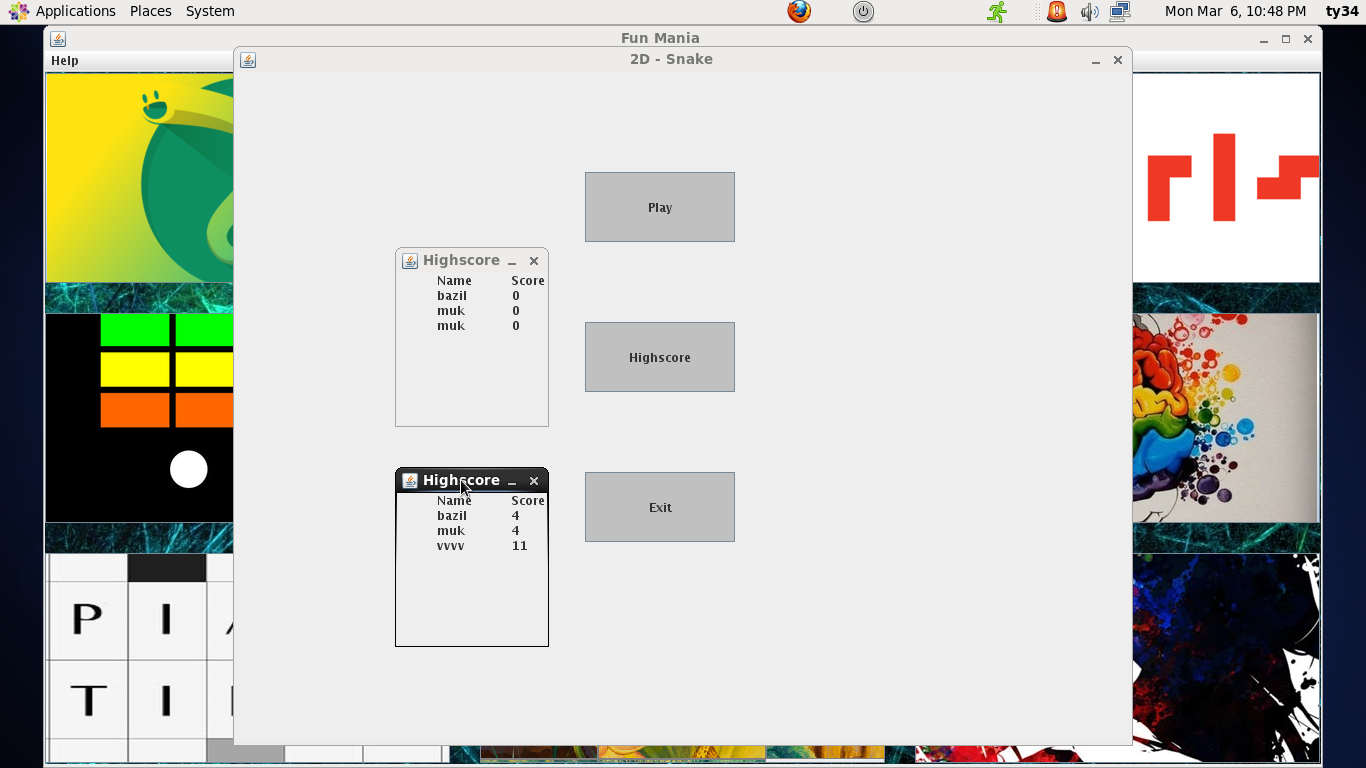 Applications Places System Mon Mar 6, 10:48 PM ty34
Fun Mania
Help
2D - Snake
Play
Highscore
Name Score
bazil 0
muk 0
muk 0
Highscore
Highscore
Name Score
bazil 4
muk 4
vvvv 11
Exit
P I
T I